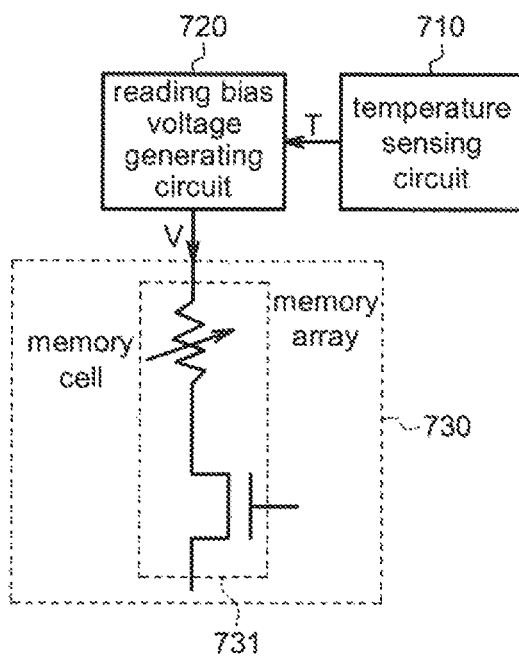 720
710
reading bias
voltage
generating
circuit
T
temperature
sensing
circuit
V
memory
cell
memory
array
730
731